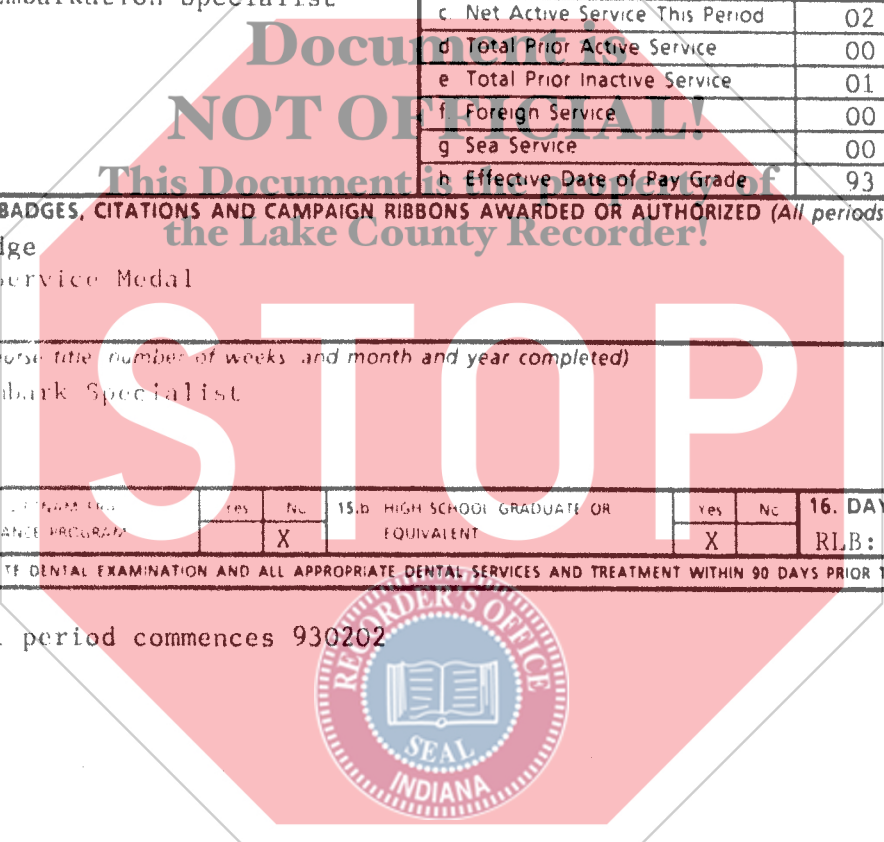 Specialist
c. Net Active Service This Period 02
d Total Prior Active Service 00
e Total Prior Inactive Service 01
f. Foreign Service 00
g Sea Service 00
h Effective Date of Pay Grade 93
Document is
NOT OFFICIAL!
This Document is the property of
the Lake County Recorder!
BADGES, CITATIONS AND CAMPAIGN RIBBONS AWARDED OR AUTHORIZED (All periods
dge
Service Medal
STOP
ourse title, number of weeks and month and year completed)
mbark Specialist
Yes No 15.b HIGH SCHOOL GRADUATE OR Yes No 16. DAY
ANCE PROGRAM X EQUIVALENT X RLB:
TE DENTAL EXAMINATION AND ALL APPROPRIATE DENTAL SERVICES AND TREATMENT WITHIN 90 DAYS PRIOR T
period commences 930202
RECORDER'S OFFICE
SEAL
INDIANA